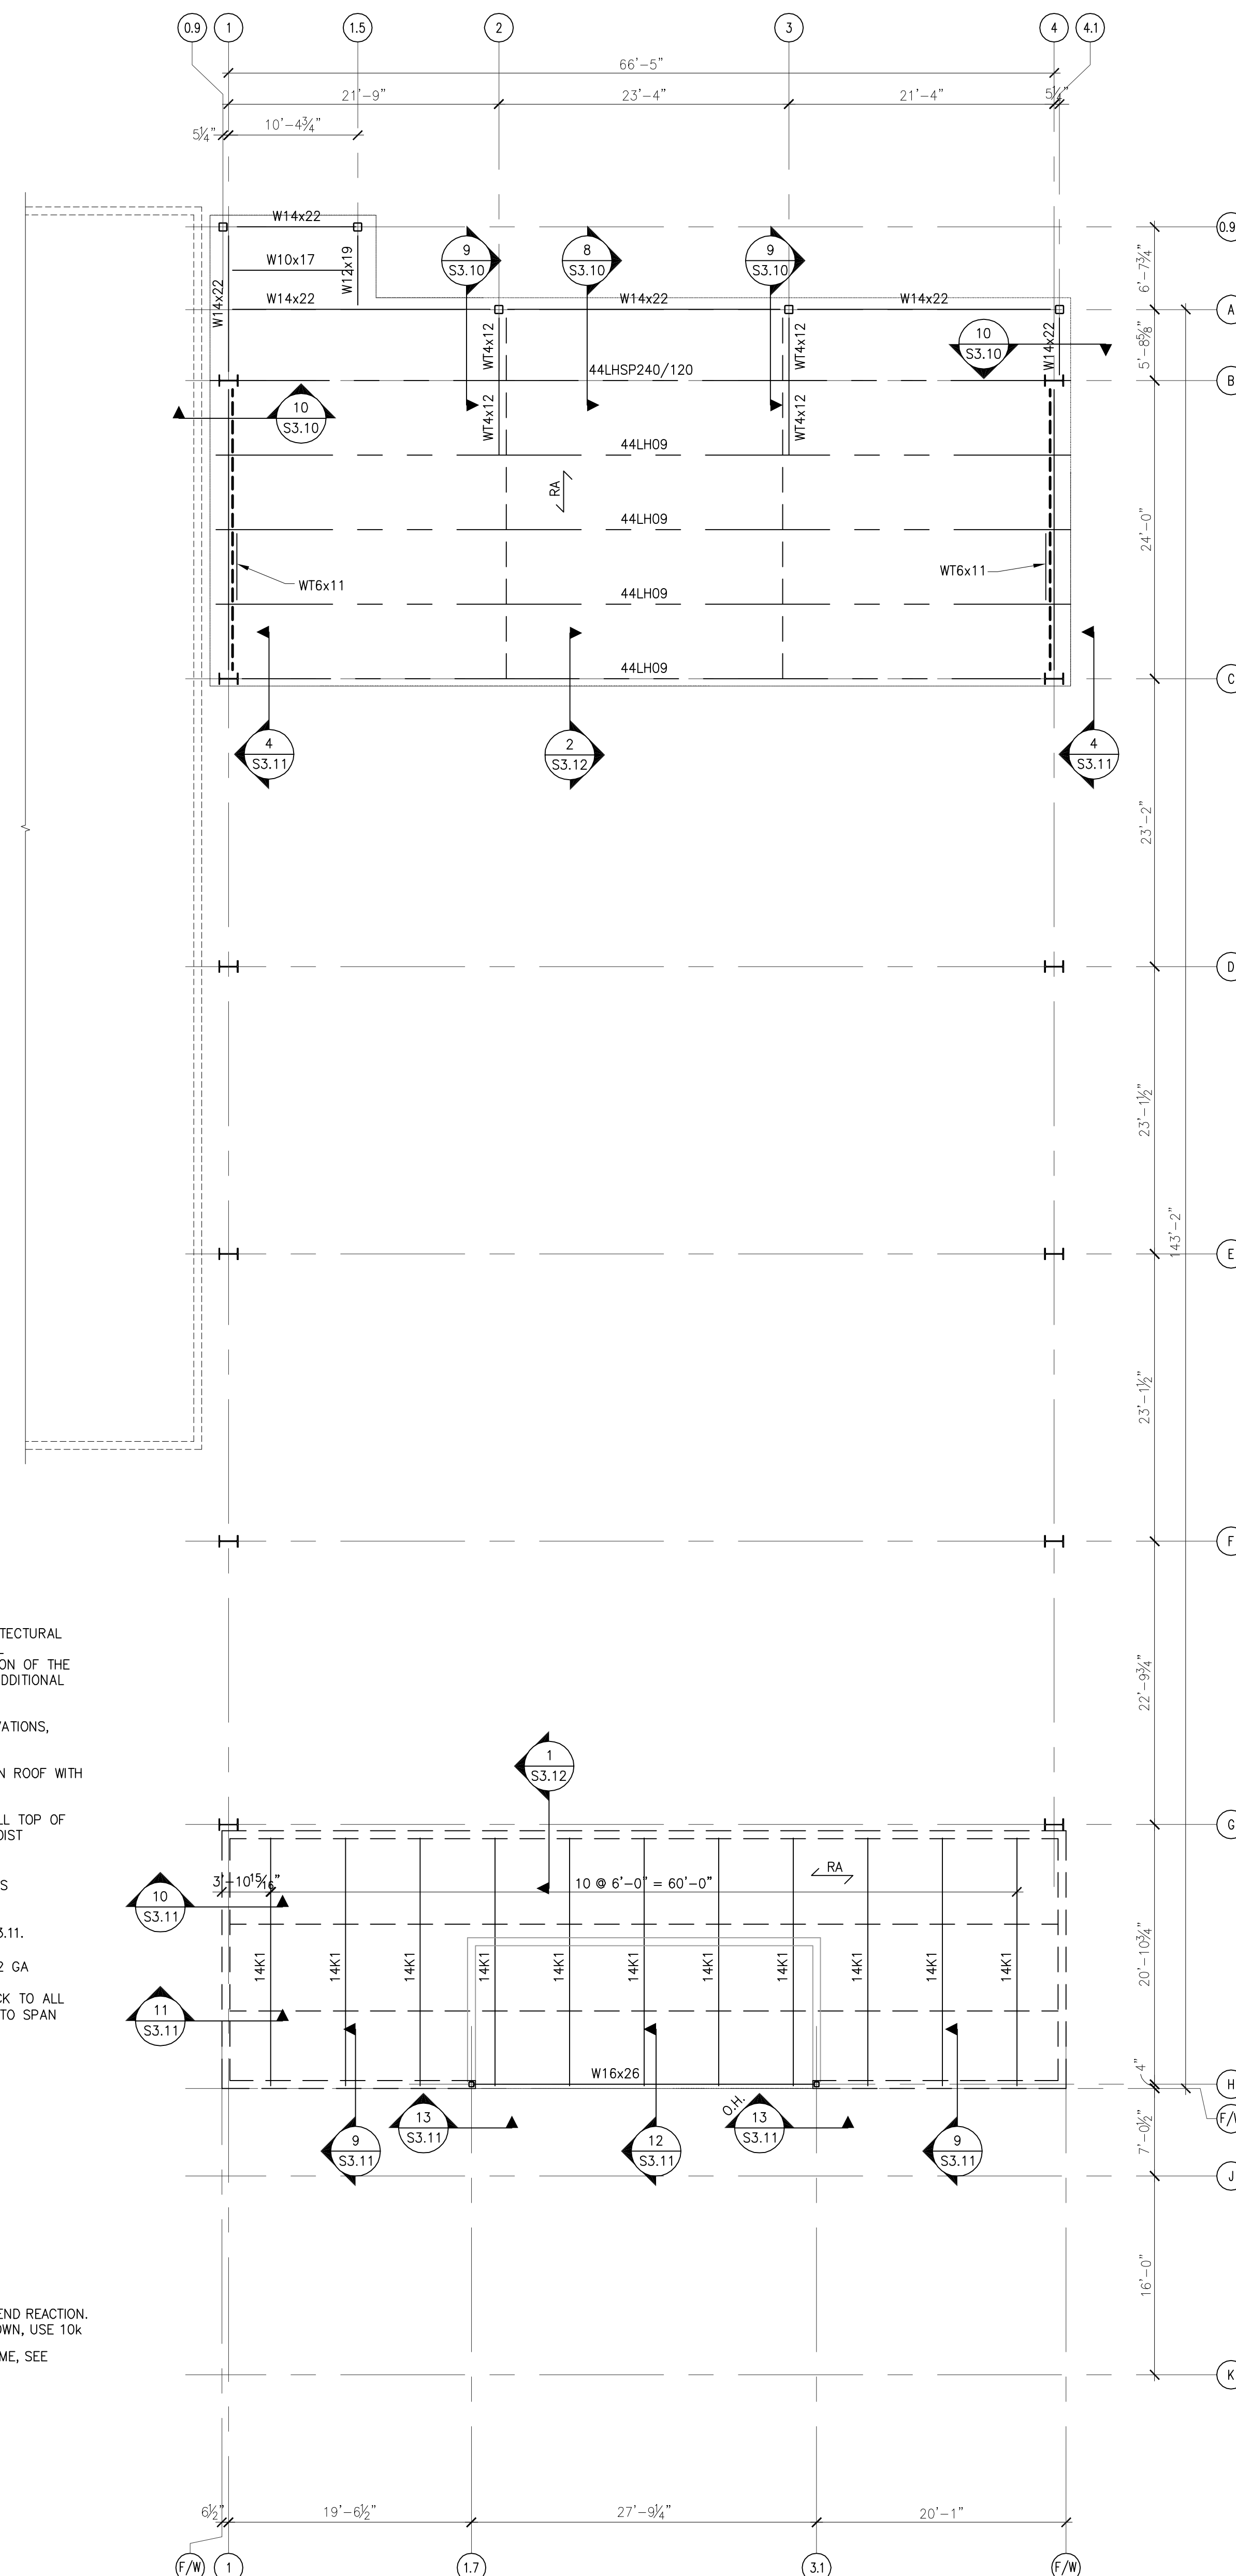 0.9 1 1.5 2 3 4 4.1
66'-5"
21'-9" 23'-4" 21'-4" 5¼"
5¼" 10'-4¾"
W14x22
0.9
9
S3.10
8
S3.10
9
S3.10
W10x17
W12x19
6'-7¾"
W14x22
W14x22 W14x22 W14x22
A
WT4x12
WT4x12
W14x22
10
S3.10
5'-8⅝"
44LHSP240/120
B
10
S3.10
WT4x12
WT4x12
44LH09
RA
44LH09
24'-0"
WT6x11
WT6x11
44LH09
44LH09
C
4
S3.11
2
S3.12
4
S3.11
23'-2"
D
23'-1½"
143'-2"
E
23'-1½"
F
TECTURAL
ON OF THE
ADDITIONAL
22'-9¾"
VATIONS,
N ROOF WITH
1
S3.12
LL TOP OF
OIST
G
S
3'-10 15/16"
10 @ 6'-0" = 60'-0"
RA
10
S3.11
3.11.
14K1 14K1 14K1 14K1 14K1 14K1 14K1 14K1 14K1 14K1 14K1
20'-10¾"
2 GA
CK TO ALL
TO SPAN
11
S3.11
W16x26
4"
H
O.H.
13
S3.11
13
S3.11
F/W
9
S3.11
12
S3.11
9
S3.11
7'-0½"
J
16'-0"
END REACTION.
OWN, USE 10k
ME, SEE
K
6½" 19'-6½" 27'-9¼" 20'-1"
F/W 1 1.7 3.1 F/W